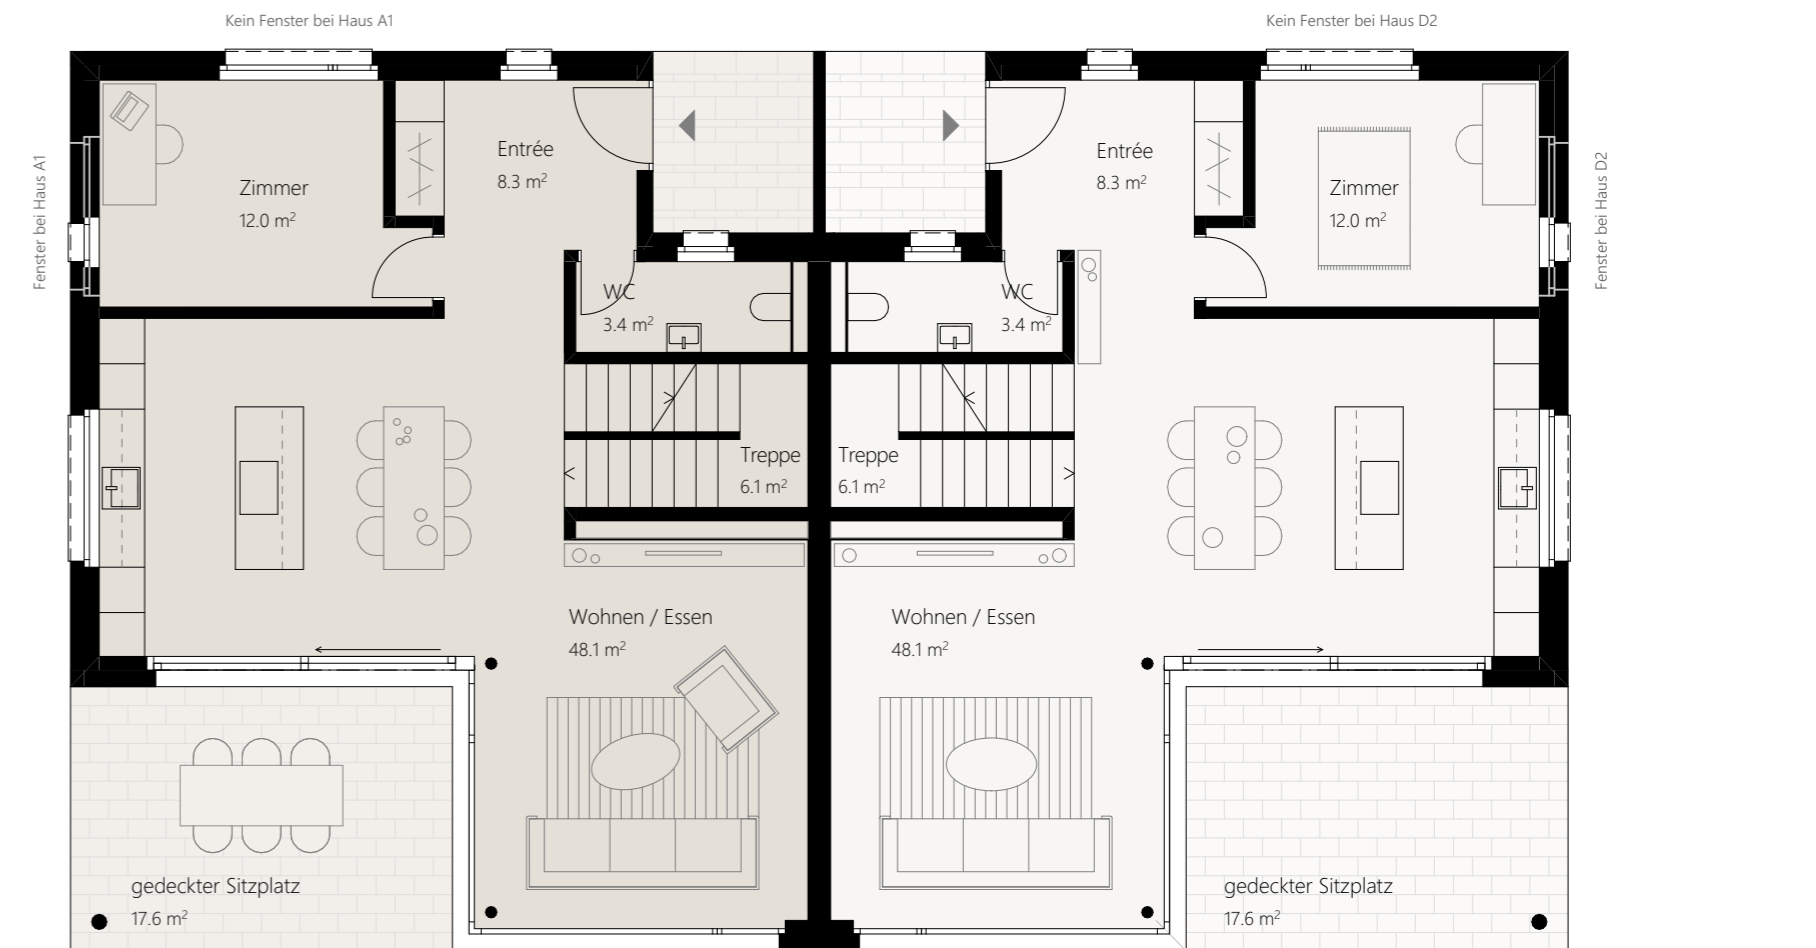 Kein Fenster bei Haus A1
Kein Fenster bei Haus D2
Fenster bei Haus A1
Zimmer
12.0 m²
Entrée
8.3 m²
Entrée
8.3 m²
Zimmer
12.0 m²
Fenster bei Haus D2
WC
3.4 m²
WC
3.4 m²
Treppe
6.1 m²
Treppe
6.1 m²
Wohnen / Essen
48.1 m²
Wohnen / Essen
48.1 m²
gedeckter Sitzplatz
17.6 m²
gedeckter Sitzplatz
17.6 m²